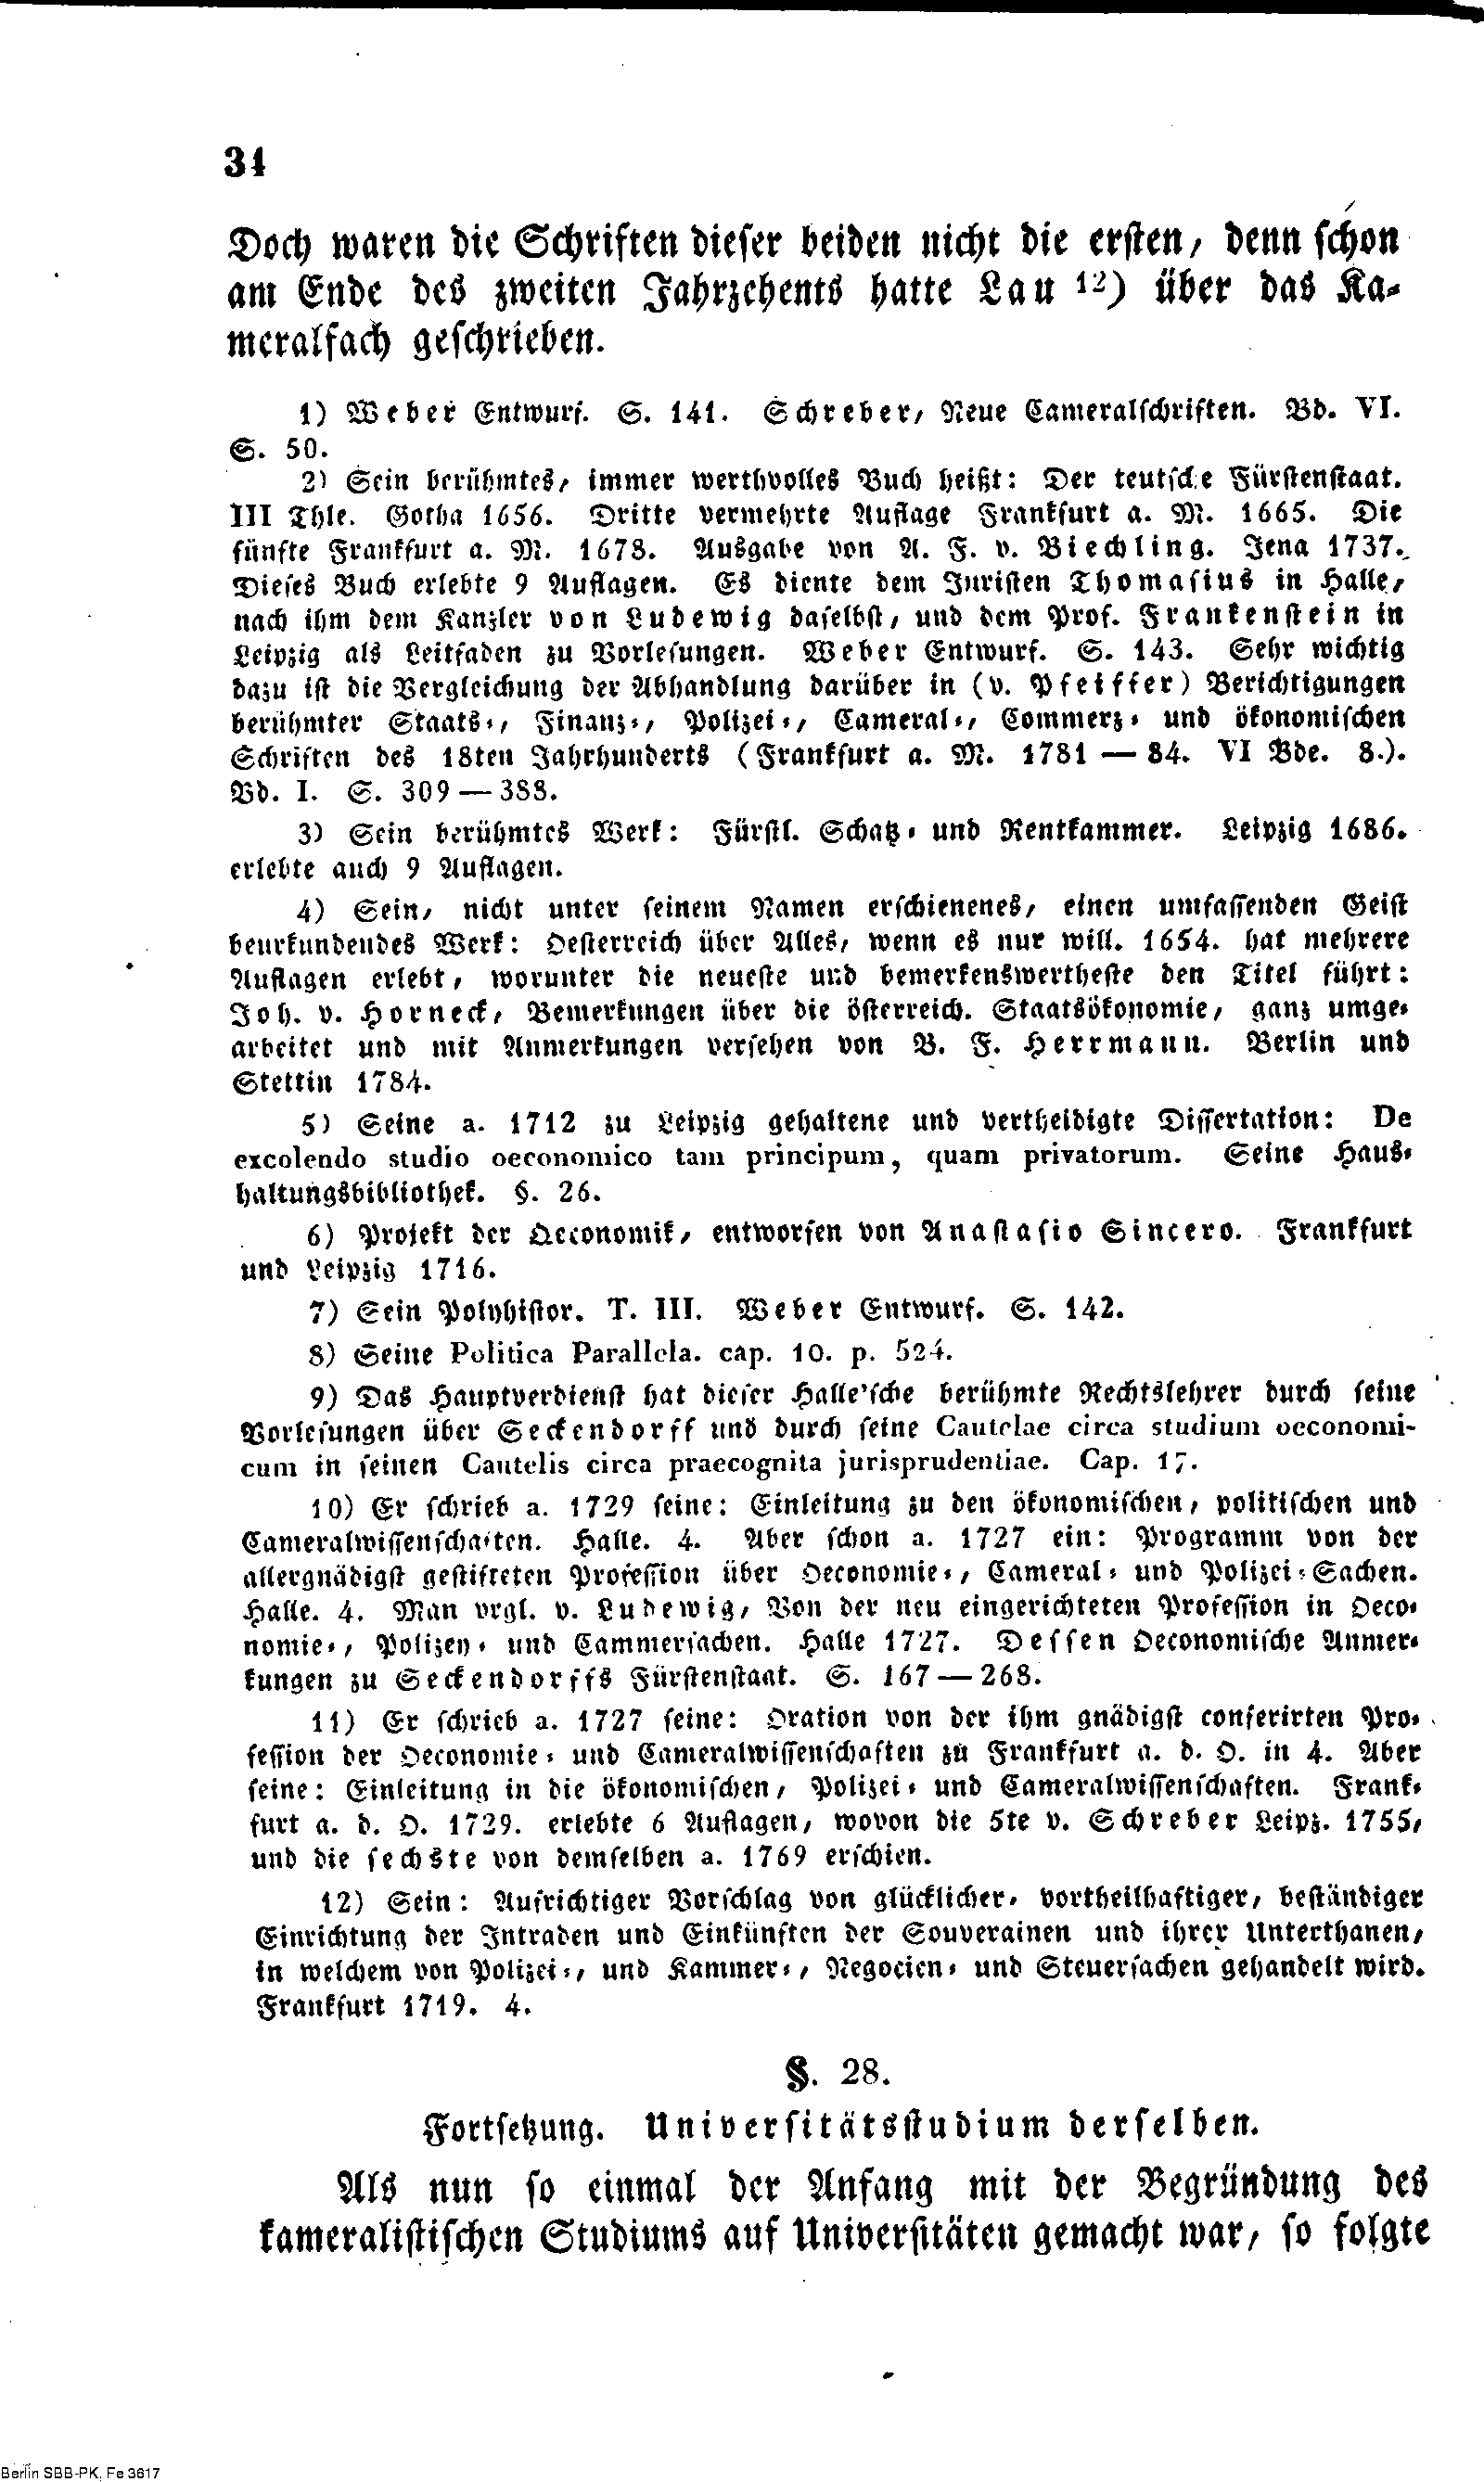 34
Doch waren die Schriften dieser beiden nicht die ersten, denn schon
am Ende des zweiten Jahrzehents hatte Lau 12) über das Ka-
meralfach geschrieben.
1) Weber Entwurf. S. 141. Schreber, Neue Cameralschriften. Bd. VI.
S. 50.
2) Sein berühmtes, immer werthvolles Buch heißt: Der teutsche Fürstenstaat.
III Thle. Gotha 1656. Dritte vermehrte Auflage Frankfurt a. M. 1665. Die
fünfte Frankfurt a. M. 1678. Ausgabe von A. F. v. Biechling. Jena 1737.
Dieses Buch erlebte 9 Auflagen. Es diente dem Juristen Thomasius in Halle,
nach ihm dem Kanzler von Ludewig daselbst, und dem Prof. Frankenstein in
Leipzig als Leitfaden zu Vorlesungen. Weber Entwurf. S. 143. Sehr wichtig
dazu ist die Vergleichung der Abhandlung darüber in (v. Pfeiffer) Berichtigungen
berühmter Staats-, Finanz-, Polizei-, Cameral-, Commerz- und ökonomischen
Schriften des 18ten Jahrhunderts (Frankfurt a. M. 1781 — 84. VI Bde. 8.).
Bd. I. S. 309 — 388.
3) Sein berühmtes Werk: Fürstl. Schatz- und Rentkammer. Leipzig 1686.
erlebte auch 9 Auflagen.
4) Sein, nicht unter seinem Namen erschienenes, einen umfassenden Geist
beurkundendes Werk: Oesterreich über Alles, wenn es nur will. 1654. hat mehrere
Auflagen erlebt, worunter die neueste und bemerkenswertheste den Titel führt:
Joh. v. Horneck, Bemerkungen über die österreich. Staatsökonomie, ganz umge-
arbeitet und mit Anmerkungen versehen von B. F. Herrmann. Berlin und
Stettin 1784.
5) Seine a. 1712 zu Leipzig gehaltene und vertheidigte Dissertation: De
excolendo studio oeconomico tam principum, quam privatorum. Seine Haus-
haltungsbibliothek. §. 26.
6) Projekt der Oeconomik, entworfen von Anastasio Sincero. Frankfurt
und Leipzig 1716.
7) Sein Polyhistor. T. III. Weber Entwurf. S. 142.
8) Seine Politica Parallela. cap. 10. p. 524.
9) Das Hauptverdienst hat dieser Halle'sche berühmte Rechtslehrer durch seine
Vorlesungen über Seckendorff und durch seine Cautelae circa studium oeconomi-
cum in seinen Cautelis circa praecognita jurisprudentiae. Cap. 17.
10) Er schrieb a. 1729 seine: Einleitung zu den ökonomischen, politischen und
Cameralwissenschaften. Halle. 4. Aber schon a. 1727 ein: Programm von der
allergnädigst gestifteten Profession über Oeconomie-, Cameral- und Polizei-Sachen.
Halle. 4. Man vrgl. v. Ludewig, Von der neu eingerichteten Profession in Oeco-
nomie-, Polizey- und Cammersachen. Halle 1727. Dessen Oeconomische Anmer-
kungen zu Seckendorffs Fürstenstaat. S. 167 — 268.
11) Er schrieb a. 1727 seine: Oration von der ihm gnädigst conferirten Pro-
fession der Oeconomie- und Cameralwissenschaften zu Frankfurt a. d. O. in 4. Aber
seine: Einleitung in die ökonomischen, Polizei- und Cameralwissenschaften. Frank-
furt a. d. O. 1729. erlebte 6 Auflagen, wovon die 5te v. Schreber Leipz. 1755,
und die sechste von demselben a. 1769 erschien.
12) Sein: Aufrichtiger Vorschlag von glücklicher, vortheilhaftiger, beständiger
Einrichtung der Intraden und Einkünften der Souverainen und ihrer Unterthanen,
in welchem von Polizei-, und Kammer-, Negocien- und Steuersachen gehandelt wird.
Frankfurt 1719. 4.
§. 28.
Fortsetzung. Universitätsstudium derselben.
Als nun so einmal der Anfang mit der Begründung des
kameralistischen Studiums auf Universitäten gemacht war, so folgte
Berlin SBB-PK, Fe 3617